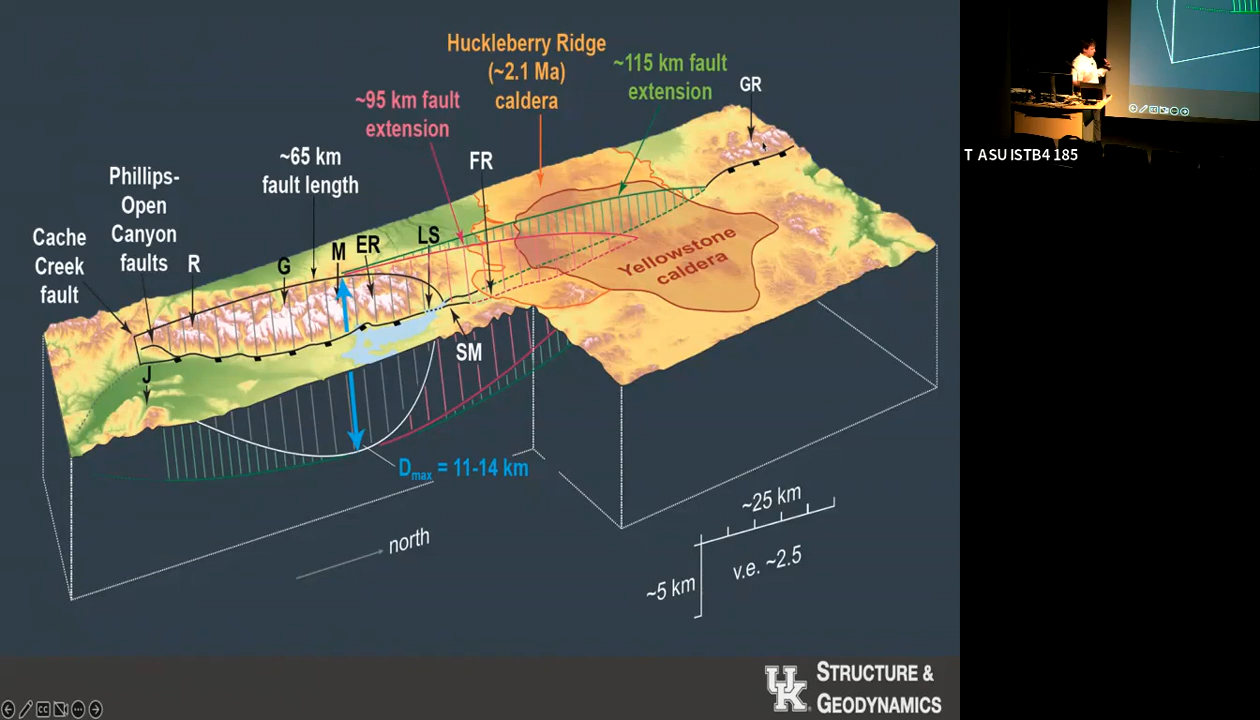 Huckleberry Ridge
(~2.1 Ma)
caldera
~115 km fault
extension
GR
~95 km fault
extension
FR
~65 km
fault length
Phillips-
Open
Canyon
faults
Cache
Creek
fault
R
G
M
ER
LS
J
SM
Yellowstone
caldera
Dmax = 11-14 km
north
~25 km
~5 km
v.e. ~2.5
T ASU ISTB4 185
UK
STRUCTURE &
GEODYNAMICS